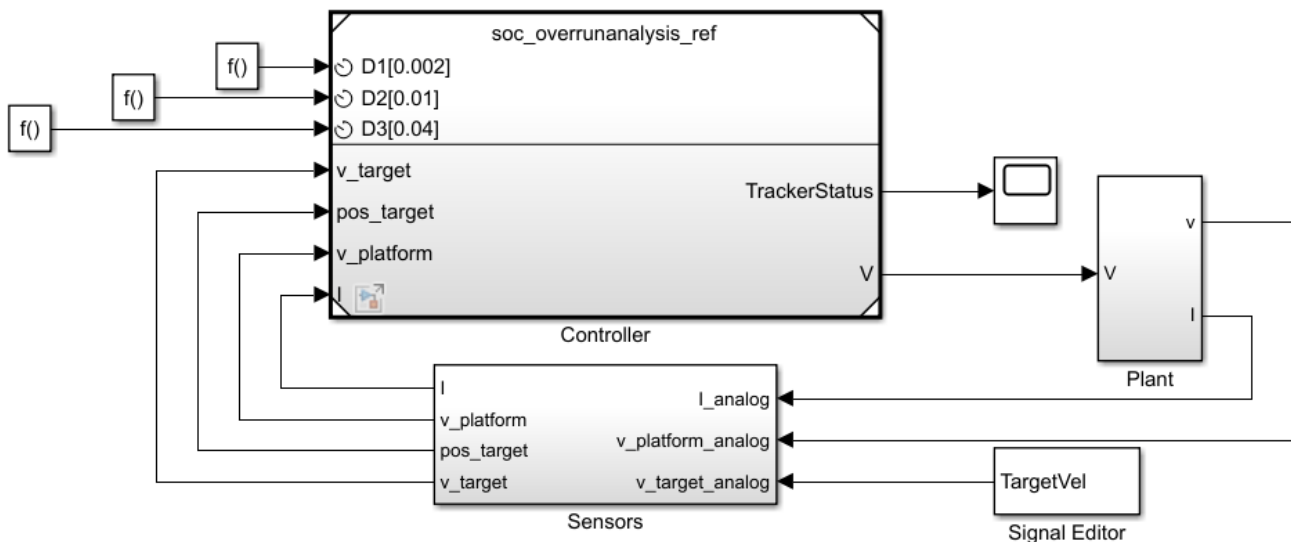 soc_overrunanalysis_ref
f()
D1[0.002]
f()
D2[0.01]
f()
D3[0.04]
v_target
pos_target
v_platform
I
TrackerStatus
V
Controller
V
v
I
Plant
I
v_platform
pos_target
v_target
I_analog
v_platform_analog
v_target_analog
Sensors
TargetVel
Signal Editor